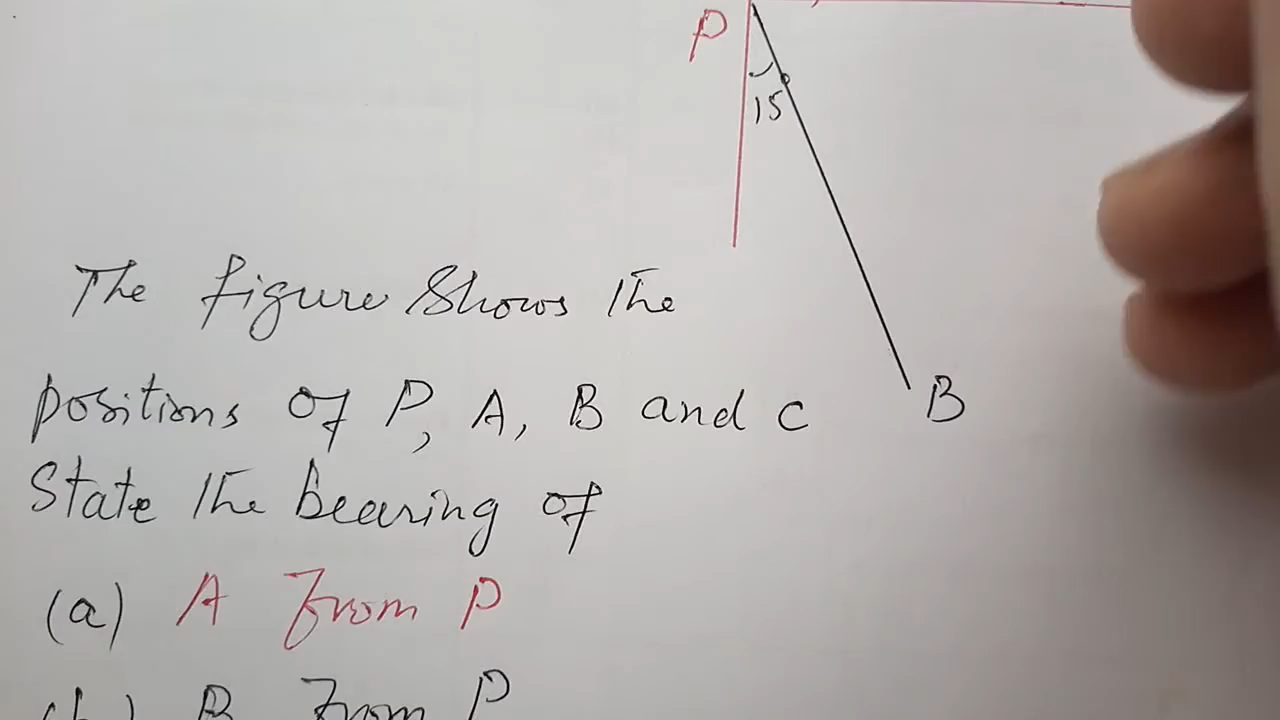 P
15
The figure shows the
positions of P, A, B and C
B
State the bearing of
(a) A from P
(b) B from P